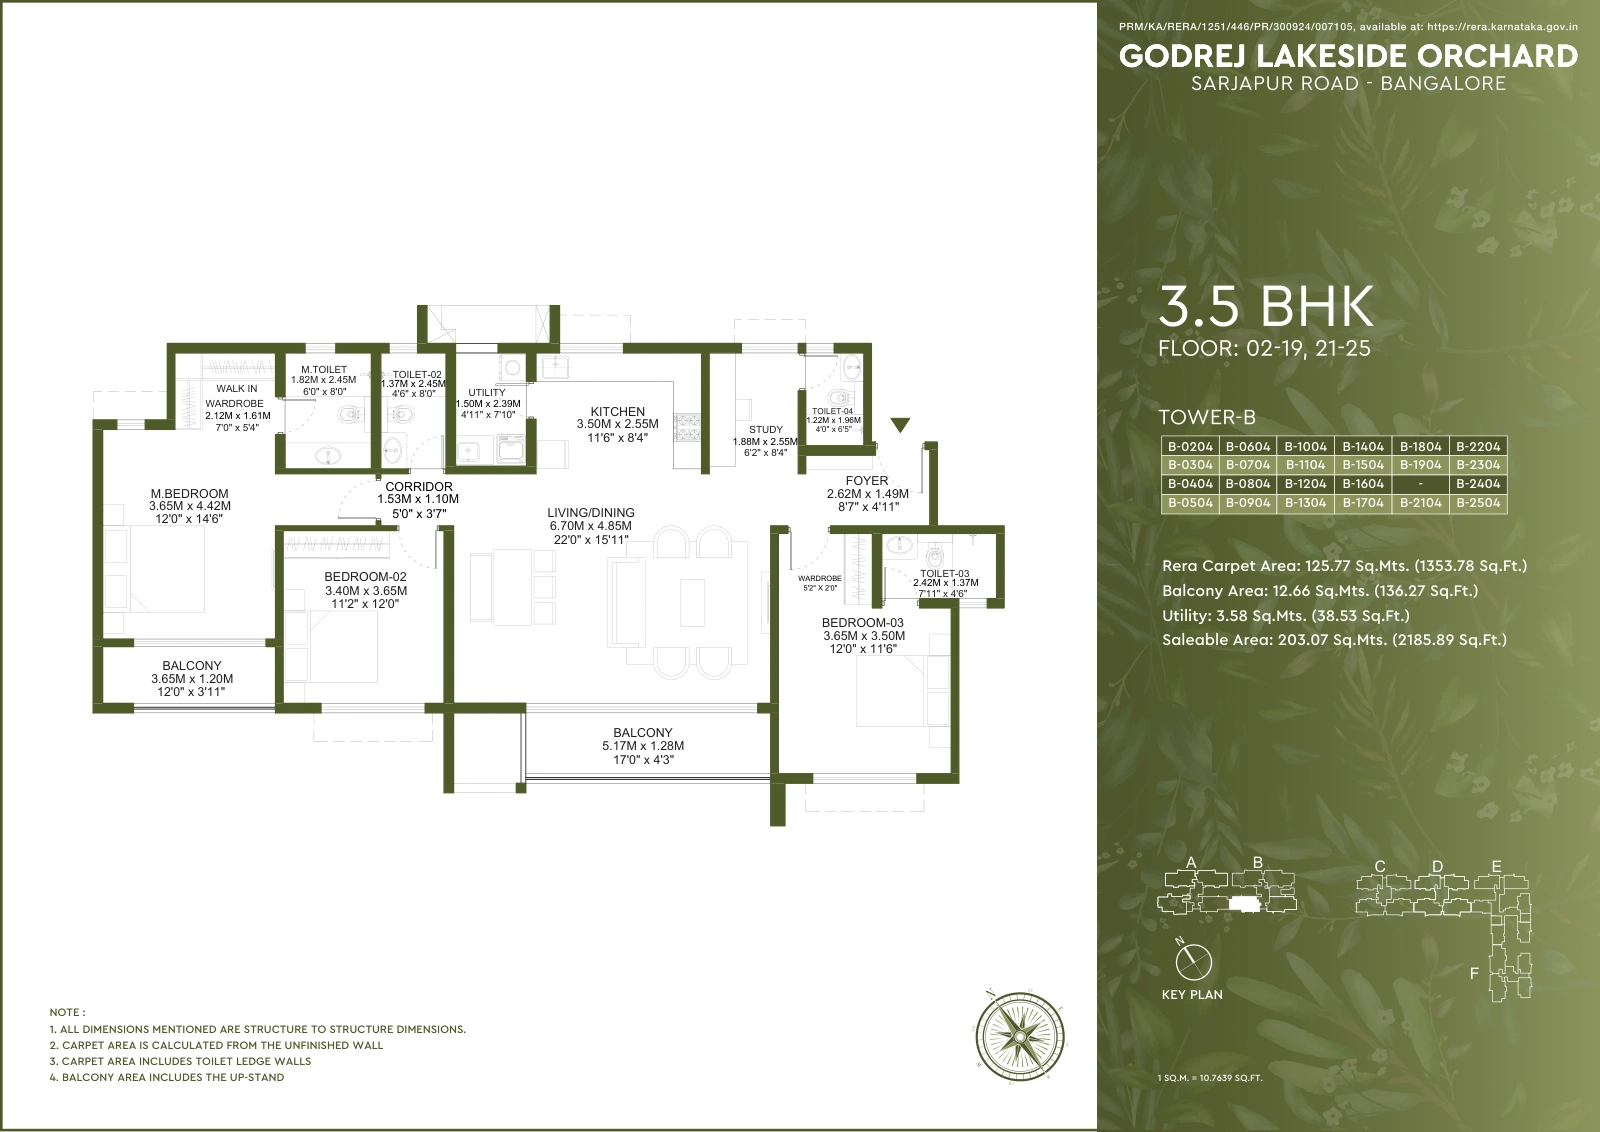 PRM/KA/RERA/1251/446/PR/300924/007105, available at: https://rera.karnataka.gov.in
GODREJ LAKESIDE ORCHARD
SARJAPUR ROAD - BANGALORE
3.5 BHK
FLOOR: 02-19, 21-25
TOWER-B
B-0204 B-0604 B-1004 B-1404 B-1804 B-2204
B-0304 B-0704 B-1104 B-1504 B-1904 B-2304
B-0404 B-0804 B-1204 B-1604 - B-2404
B-0504 B-0904 B-1304 B-1704 B-2104 B-2504
Rera Carpet Area: 125.77 Sq.Mts. (1353.78 Sq.Ft.)
Balcony Area: 12.66 Sq.Mts. (136.27 Sq.Ft.)
Utility: 3.58 Sq.Mts. (38.53 Sq.Ft.)
Saleable Area: 203.07 Sq.Mts. (2185.89 Sq.Ft.)
A
B
C
D
E
F
N
KEY PLAN
1 SQ.M. = 10.7639 SQ.FT.
WALK IN
WARDROBE
2.12M x 1.61M
7'0" x 5'4"
M.TOILET
1.82M x 2.45M
6'0" x 8'0"
TOILET-02
1.37M x 2.45M
4'6" x 8'0"
UTILITY
1.50M x 2.39M
4'11" x 7'10"
KITCHEN
3.50M x 2.55M
11'6" x 8'4"
STUDY
1.88M x 2.55M
6'2" x 8'4"
TOILET-04
1.22M x 1.96M
4'0" x 6'5"
M.BEDROOM
3.65M x 4.42M
12'0" x 14'6"
CORRIDOR
1.53M x 1.10M
5'0" x 3'7"
LIVING/DINING
6.70M x 4.85M
22'0" x 15'11"
FOYER
2.62M x 1.49M
8'7" x 4'11"
BEDROOM-02
3.40M x 3.65M
11'2" x 12'0"
WARDROBE
5'2" X 2'0"
TOILET-03
2.42M x 1.37M
7'11" x 4'6"
BEDROOM-03
3.65M x 3.50M
12'0" x 11'6"
BALCONY
3.65M x 1.20M
12'0" x 3'11"
BALCONY
5.17M x 1.28M
17'0" x 4'3"
NOTE :
1. ALL DIMENSIONS MENTIONED ARE STRUCTURE TO STRUCTURE DIMENSIONS.
2. CARPET AREA IS CALCULATED FROM THE UNFINISHED WALL
3. CARPET AREA INCLUDES TOILET LEDGE WALLS
4. BALCONY AREA INCLUDES THE UP-STAND
N